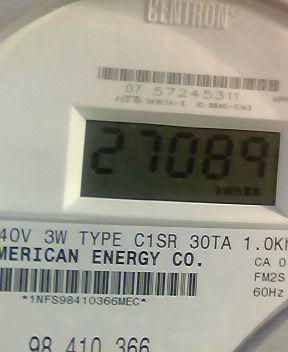 CENTRON®
07 57245311
27089
kWh
40V 3W TYPE C1SR 30TA 1.0K
MERICAN ENERGY CO.
CA 0
FM2S
60Hz
*1NFS98410366MEC*
98 410 366